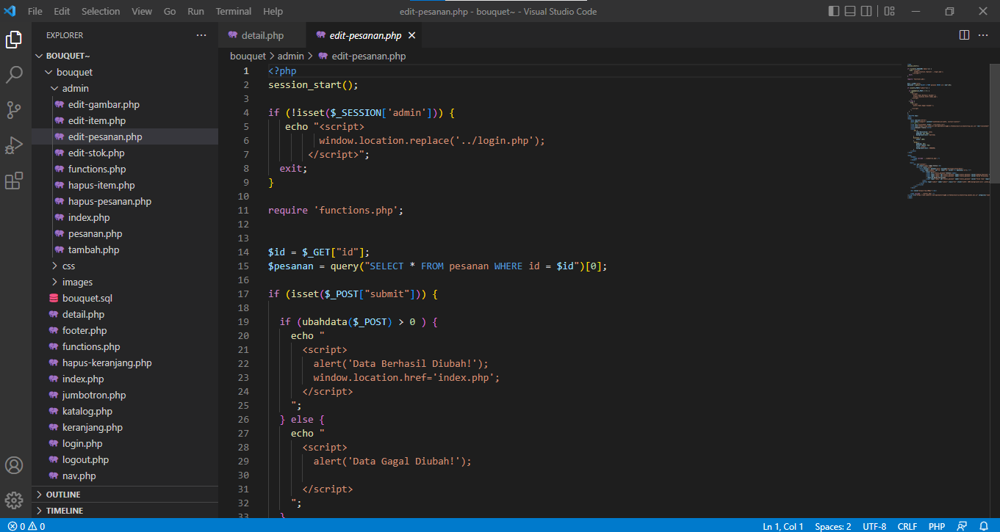 File Edit Selection View Go Run Terminal Help
edit-pesanan.php - bouquet~ - Visual Studio Code
EXPLORER
BOUQUET~
bouquet
admin
edit-gambar.php
edit-item.php
edit-pesanan.php
edit-stok.php
functions.php
hapus-item.php
hapus-pesanan.php
index.php
pesanan.php
tambah.php
css
images
bouquet.sql
detail.php
footer.php
functions.php
hapus-keranjang.php
index.php
jumbotron.php
katalog.php
keranjang.php
login.php
logout.php
nav.php
OUTLINE
TIMELINE
detail.php
edit-pesanan.php
bouquet > admin > edit-pesanan.php
1 <?php
2 session_start();
3
4 if (!isset($_SESSION['admin'])) {
5 echo "<script>
6 window.location.replace('../login.php');
7 </script>";
8 exit;
9 }
10
11 require 'functions.php';
12
13
14 $id = $_GET["id"];
15 $pesanan = query("SELECT * FROM pesanan WHERE id = $id")[0];
16
17 if (isset($_POST["submit"])) {
18
19 if (ubahdata($_POST) > 0 ) {
20 echo "
21 <script>
22 alert('Data Berhasil Diubah!');
23 window.location.href='index.php';
24 </script>
25 ";
26 } else {
27 echo "
28 <script>
29 alert('Data Gagal Diubah!');
30
31 </script>
32 ";
33 }
0 0
Ln 1, Col 1 Spaces: 2 UTF-8 CRLF PHP